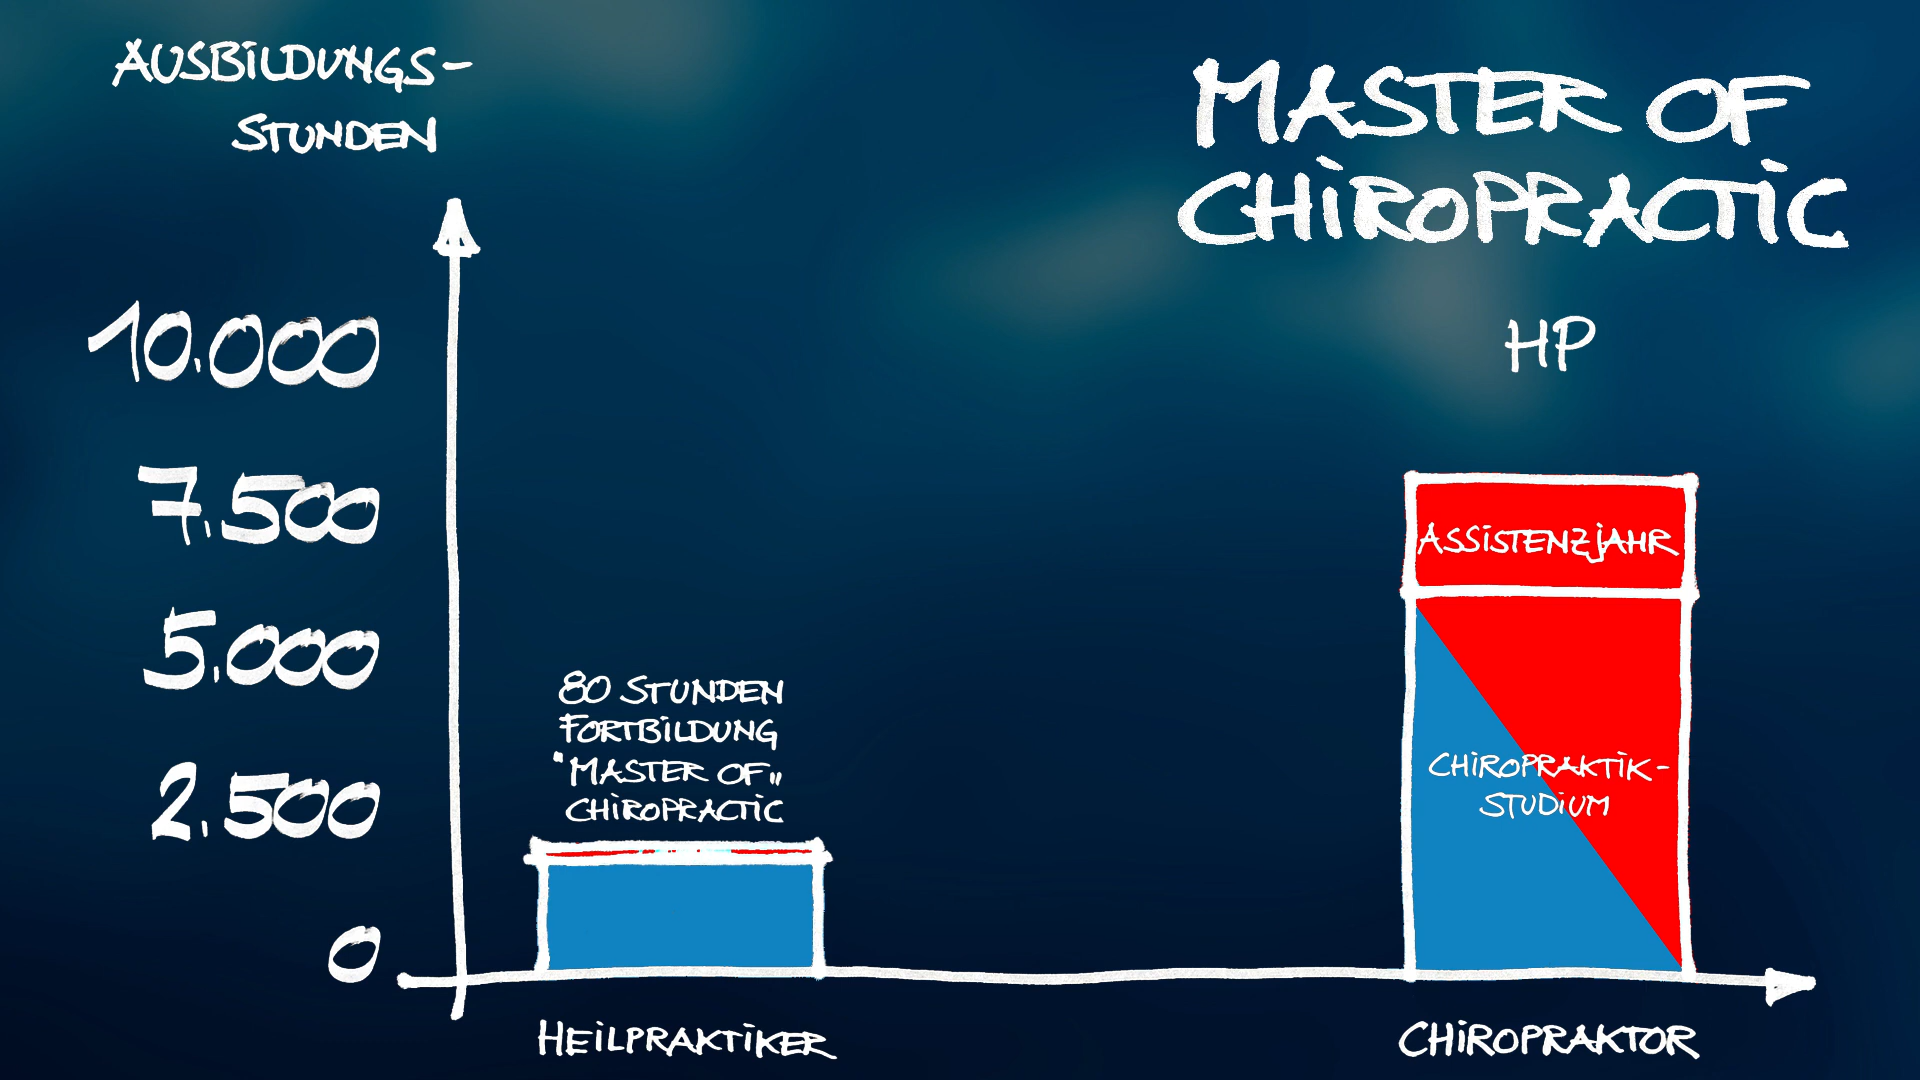 AUSBILDUNGS-
STUNDEN
MASTER OF
CHIROPRACTIC
HP
10.000
7.500
5.000
2.500
0
80 STUNDEN
FORTBILDUNG
"MASTER OF"
CHIROPRACTIC
ASSISTENZJAHR
CHIROPRAKTIK-
STUDIUM
HEILPRAKTIKER
CHIROPRAKTOR